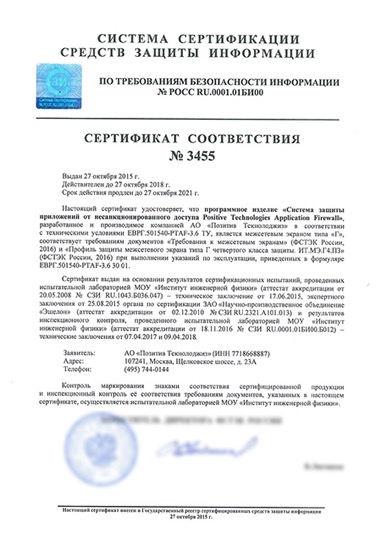 СИСТЕМА СЕРТИФИКАЦИИ
СРЕДСТВ ЗАЩИТЫ ИНФОРМАЦИИ
ПО ТРЕБОВАНИЯМ БЕЗОПАСНОСТИ ИНФОРМАЦИИ
№ РОСС RU.0001.01БИ00
СЕРТИФИКАТ СООТВЕТСТВИЯ
№ 3455
Выдан 27 октября 2015 г.
Действителен до 27 октября 2018 г.
Срок действия продлен до 27 октября 2021 г.
Настоящий сертификат удостоверяет, что программное изделие «Система защиты
приложений от несанкционированного доступа Positive Technologies Application Firewall»,
разработанное и производимое компанией АО «Позитив Текнолоджиз» в соответствии
с техническими условиями ЕВРГ.501540-PTAF-3.6 ТУ, является межсетевым экраном типа «Г»,
соответствует требованиям документов «Требования к межсетевым экранам» (ФСТЭК России,
2016) и «Профиль защиты межсетевого экрана типа Г четвертого класса защиты. ИТ.МЭ.Г4.ПЗ»
(ФСТЭК России, 2016) при выполнении указаний по эксплуатации, приведенных в формуляре
ЕВРГ.501540-PTAF-3.6 30 01.
Сертификат выдан на основании результатов сертификационных испытаний, проведенных
испытательной лабораторией МОУ «Институт инженерной физики» (аттестат аккредитации от
20.05.2008 № СЗИ RU.1043.Б036.047) – техническое заключение от 17.06.2015, экспертного
заключения от 25.08.2015 органа по сертификации ЗАО «Научно-производственное объединение
"Эшелон» (аттестат аккредитации от 02.12.2010 №СЗИ RU.2321.А101.013) и результатов
инспекционного контроля, проведенного испытательной лабораторией МОУ «Институт
инженерной физики» (аттестат аккредитации от 18.11.2016 № СЗИ RU.0001.01БИ00.Б012) –
технических заключений от 07.04.2017 и 09.04.2018.
Заявитель: АО «Позитив Текнолоджиз» (ИНН 7718668887)
Адрес: 107241, Москва, Щелковское шоссе, д. 23А
Телефон: (495) 744-0144
Контроль маркирования знаками соответствия сертифицированной продукции
и инспекционный контроль её соответствия требованиям документов, указанных в настоящем
сертификате, осуществляется испытательной лабораторией МОУ «Институт инженерной физики».
Настоящий сертификат внесен в Государственный реестр сертифицированных средств защиты информации
27 октября 2015 г.